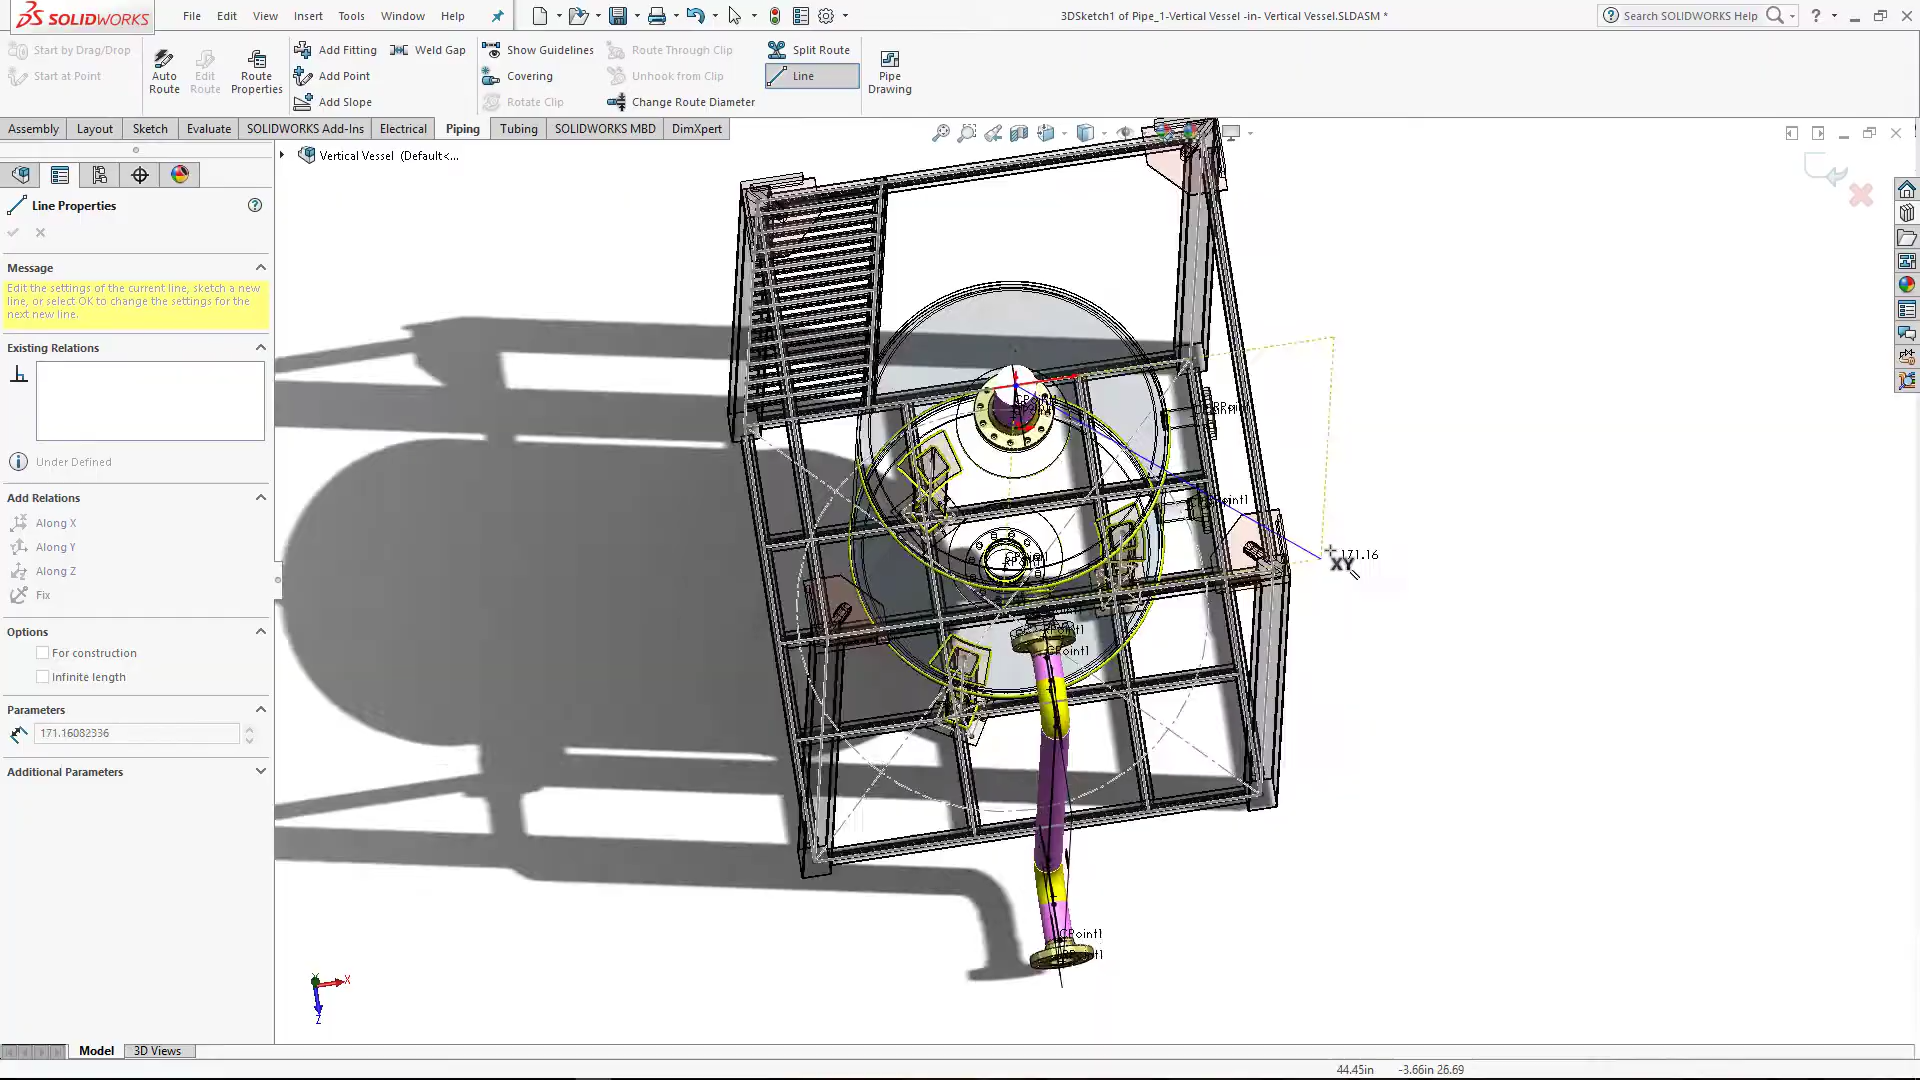 SOLIDWORKS
File Edit View Insert Tools Window Help
3DSketch1 of Pipe_1-Vertical Vessel -in- Vertical Vessel.SLDASM *
Search SOLIDWORKS Help
Start by Drag/Drop
Start at Point
Auto Route
Edit Route
Route Properties
Add Fitting
Weld Gap
Add Point
Add Slope
Show Guidelines
Covering
Rotate Clip
Route Through Clip
Unhook from Clip
Change Route Diameter
Split Route
Line
Pipe Drawing
Assembly Layout Sketch Evaluate SOLIDWORKS Add-Ins Electrical Piping Tubing SOLIDWORKS MBD DimXpert
Vertical Vessel (Default<...
Line Properties
Message
Edit the settings of the current line, sketch a new
line, or select OK to change the settings for the
next new line.
Existing Relations
Under Defined
Add Relations
Along X
Along Y
Along Z
Fix
Options
For construction
Infinite length
Parameters
171.16082336
Additional Parameters
171.16
XY
CPoint1
CPoint1
RPoint1
Y
X
Z
Model 3D Views
44.45in -3.66in 26.69